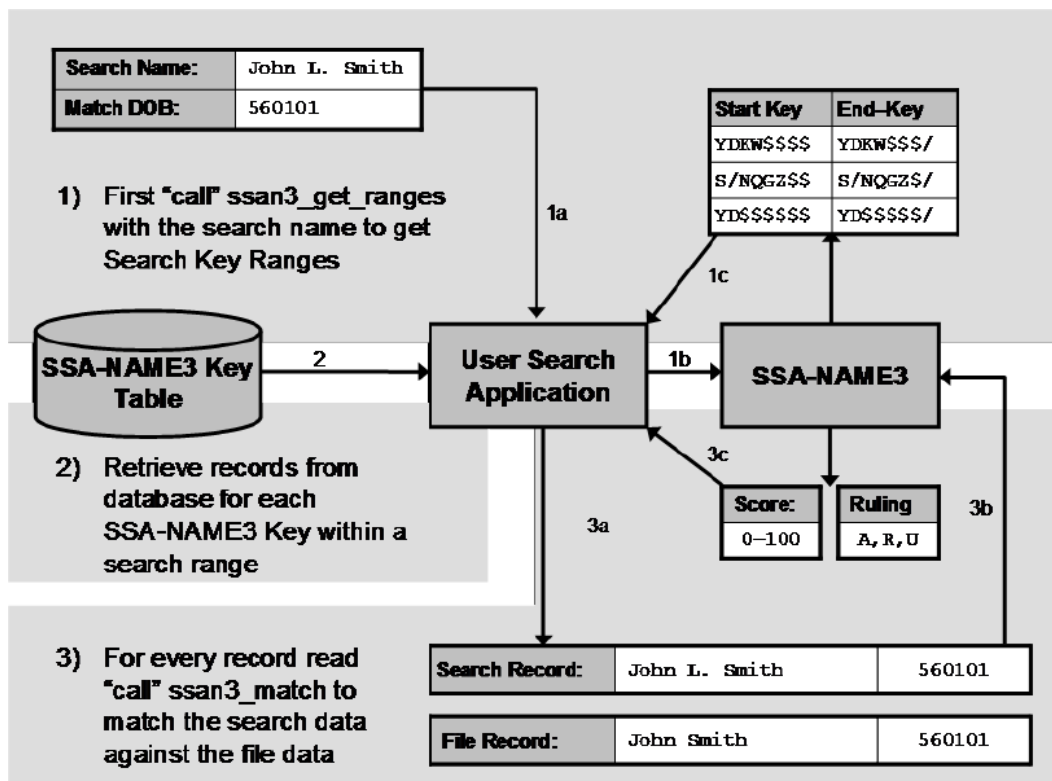 Search Name: John L. Smith
Match DOB: 560101
Start Key End-Key
YDKW$$$$ YDKW$$$/
S/NQGZ$$ S/NQGZ$/
YD$$$$$$ YD$$$$$/
1) First "call" ssan3_get_ranges
with the search name to get
Search Key Ranges
1a
1c
SSA-NAME3 Key
Table
2
User Search
Application
1b
SSA-NAME3
2) Retrieve records from
database for each
SSA-NAME3 Key within a
search range
3a
3c
Score: Ruling
0-100 A,R,U
3b
3) For every record read
"call" ssan3_match to
match the search data
against the file data
Search Record: John L. Smith 560101
File Record: John Smith 560101